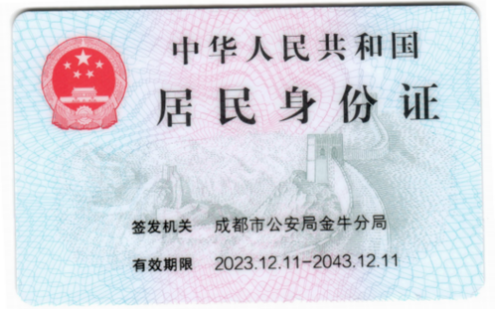 中华人民共和国
居民身份证
签发机关 成都市公安局金牛分局
有效期限 2023.12.11-2043.12.11